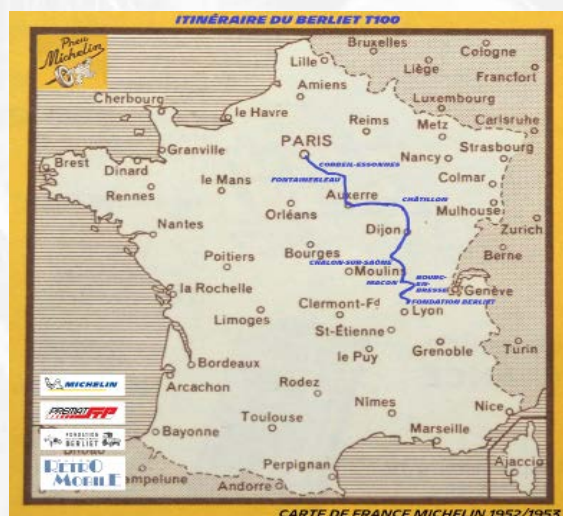 ITINÉRAIRE DU BERLIET T100
Pneu Michelin
Bruxelles
Cologne
Lille
Liège
Francfort
Amiens
Luxembourg
Cherbourg
le Havre
Carlsruhe
Reims
Metz
Granville
PARIS
Strasbourg
CORBEIL-ESSONNES
Nancy
Brest
Dinard
FONTAINEBLEAU
Colmar
Rennes
le Mans
Auxerre
CHÂTILLON
Orléans
Mulhouse
Nantes
Dijon
Zurich
Bourges
Berne
Poitiers
CHALON-SUR-SAÔNE
Moulins
BOURG-EN-BRESSE
MACON
Genève
la Rochelle
Clermont-Fd
FONDATION BERLIET
Lyon
Limoges
St-Étienne
Grenoble
Turin
le Puy
Bordeaux
MICHELIN
Arcachon
Rodez
PREMAT TP
Nîmes
Nice
Toulouse
FONDATION BERLIET
Bayonne
Marseille
RETROMOBILE
Perpignan
Ajaccio
Andorre
CARTE DE FRANCE MICHELIN 1952/1953